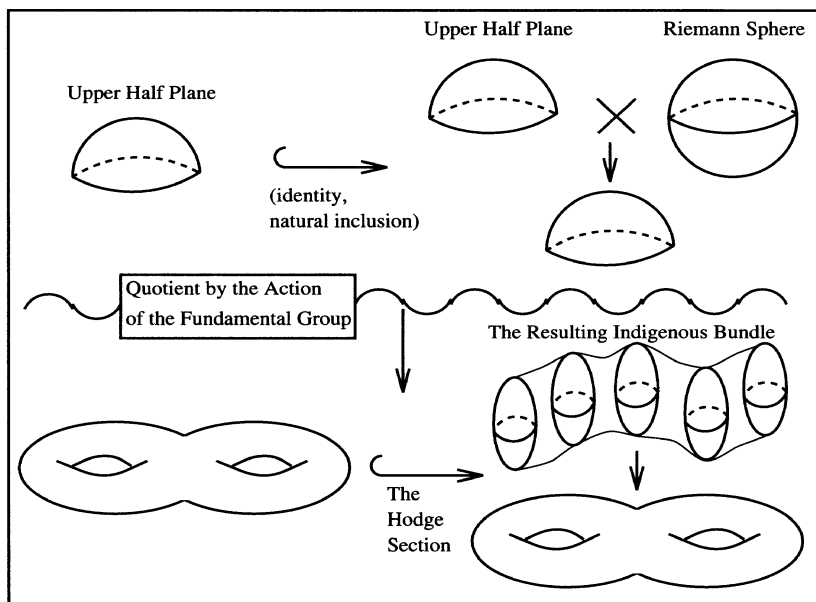 Upper Half Plane
Riemann Sphere
Upper Half Plane
(identity,
natural inclusion)
Quotient by the Action
of the Fundamental Group
The Resulting Indigenous Bundle
The
Hodge
Section